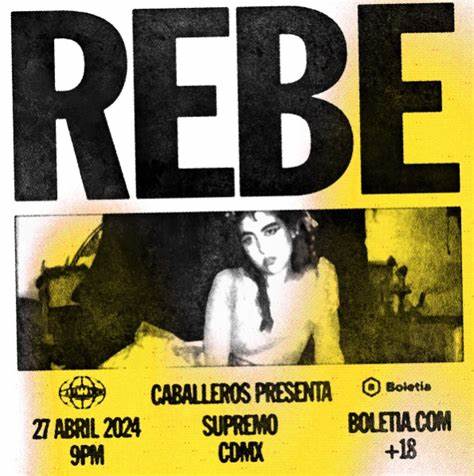 REBE
CABALLEROS PRESENTA
Boletia
27 ABRIL 2024
9PM
SUPREMO
CDMX
BOLETIA.COM
+18